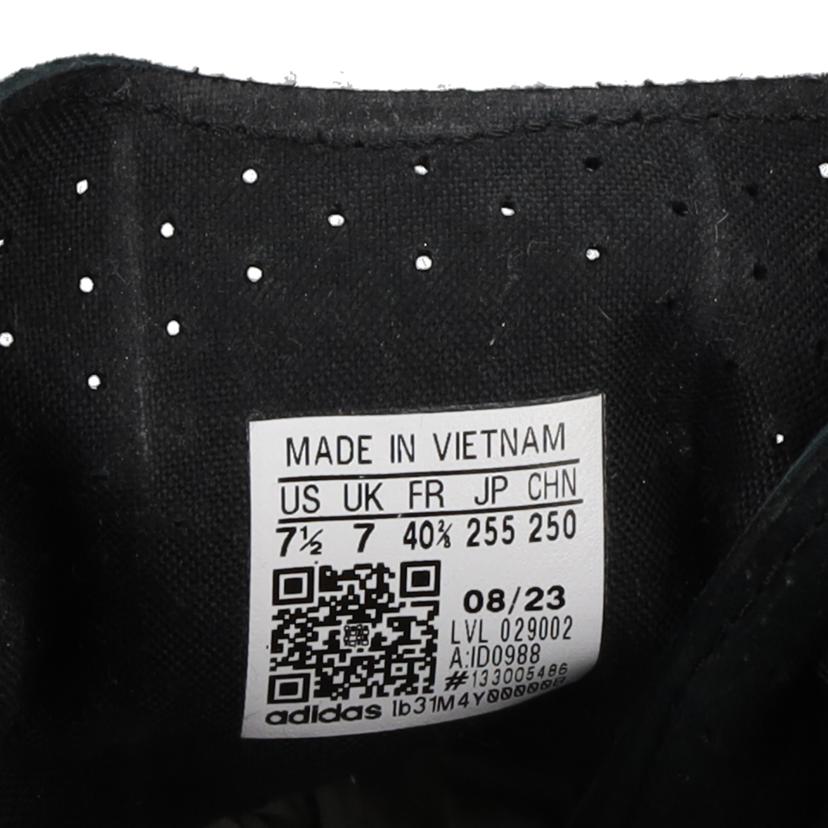 MADE IN VIETNAM
US UK FR JP CHN
7½ 7 40⅔ 255 250
08/23
LVL 029002
A:ID0988
#133005486
adidas